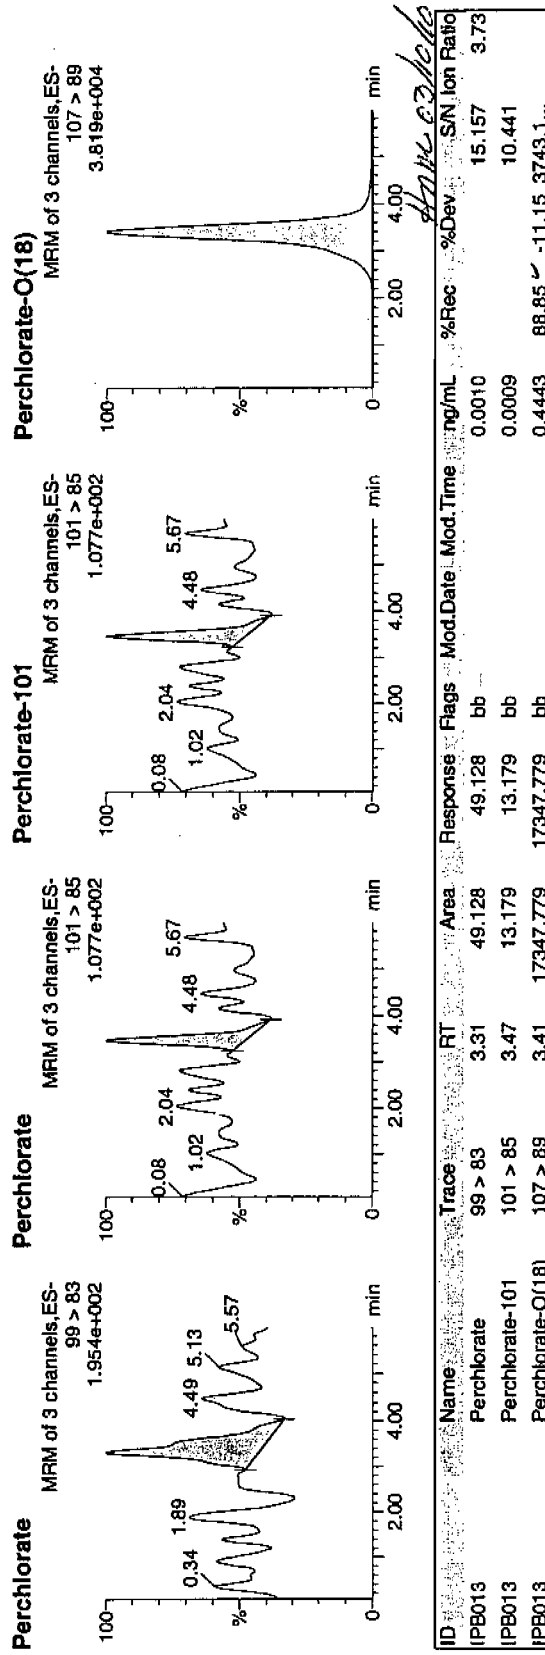 Perchlorate
MRM of 3 channels,ES-
99 > 83
1.954e+002
100
%
0
0.34
1.89
4.49
5.13
5.57
2.00
4.00
min
Perchlorate
MRM of 3 channels,ES-
101 > 85
1.077e+002
100
%
0
0.08
1.02
2.04
4.48
5.67
2.00
4.00
min
Perchlorate-101
MRM of 3 channels,ES-
101 > 85
1.077e+002
100
%
0
0.08
1.02
2.04
4.48
5.67
2.00
4.00
min
Perchlorate-O(18)
MRM of 3 channels,ES-
107 > 89
3.819e+004
100
%
0
2.00
4.00
min
ID Name Trace RT Area Response Flags Mod.Date Mod.Time ng/mL %Rec %Dev S/N Ion Ratio
IPB013 Perchlorate 99 > 83 3.31 49.128 49.128 bb 0.0010 15.157 3.73
IPB013 Perchlorate-101 101 > 85 3.47 13.179 13.179 bb 0.0009 10.441
IPB013 Perchlorate-O(18) 107 > 89 3.41 17347.779 17347.779 bb 0.4443 88.85 -11.15 3743.1...